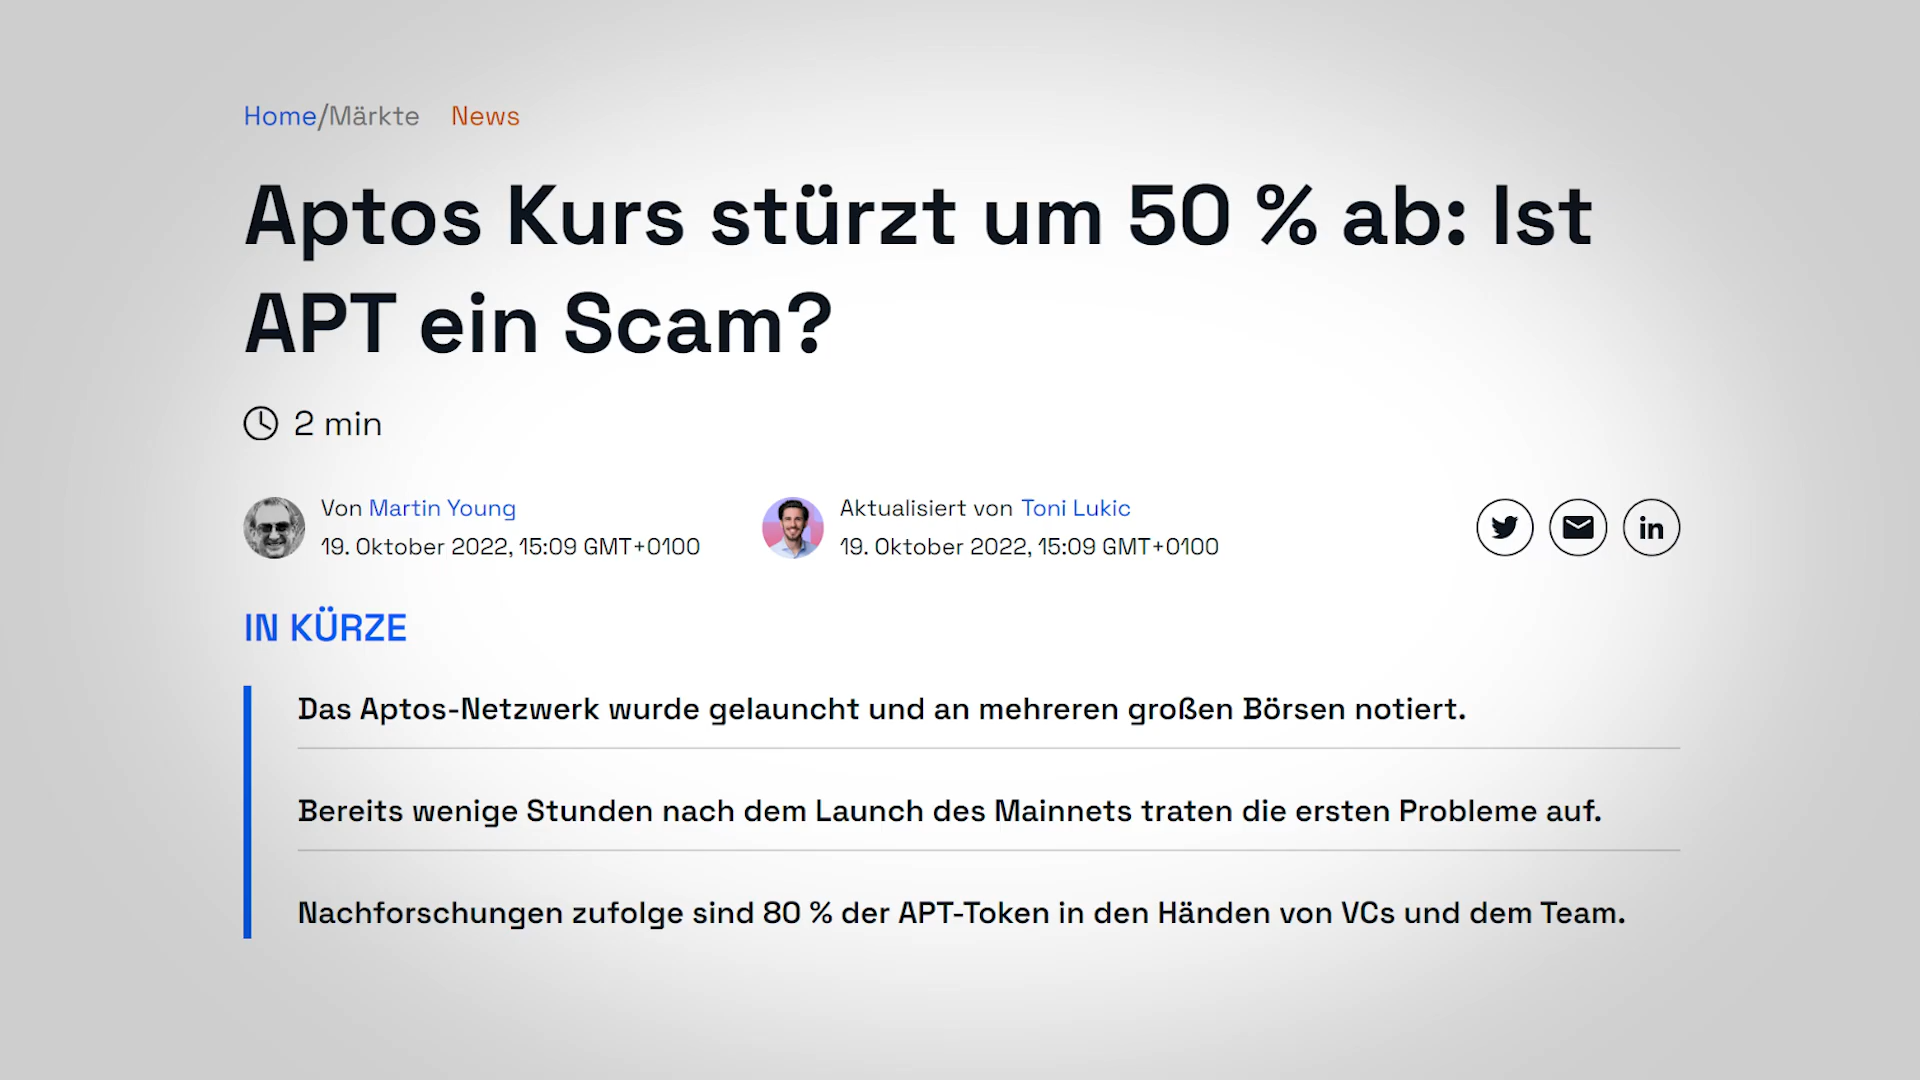 Home/Märkte News
Aptos Kurs stürzt um 50 % ab: Ist
APT ein Scam?
2 min
Von Martin Young
19. Oktober 2022, 15:09 GMT+0100
Aktualisiert von Toni Lukic
19. Oktober 2022, 15:09 GMT+0100
in
IN KÜRZE
Das Aptos-Netzwerk wurde gelauncht und an mehreren großen Börsen notiert.
Bereits wenige Stunden nach dem Launch des Mainnets traten die ersten Probleme auf.
Nachforschungen zufolge sind 80 % der APT-Token in den Händen von VCs und dem Team.